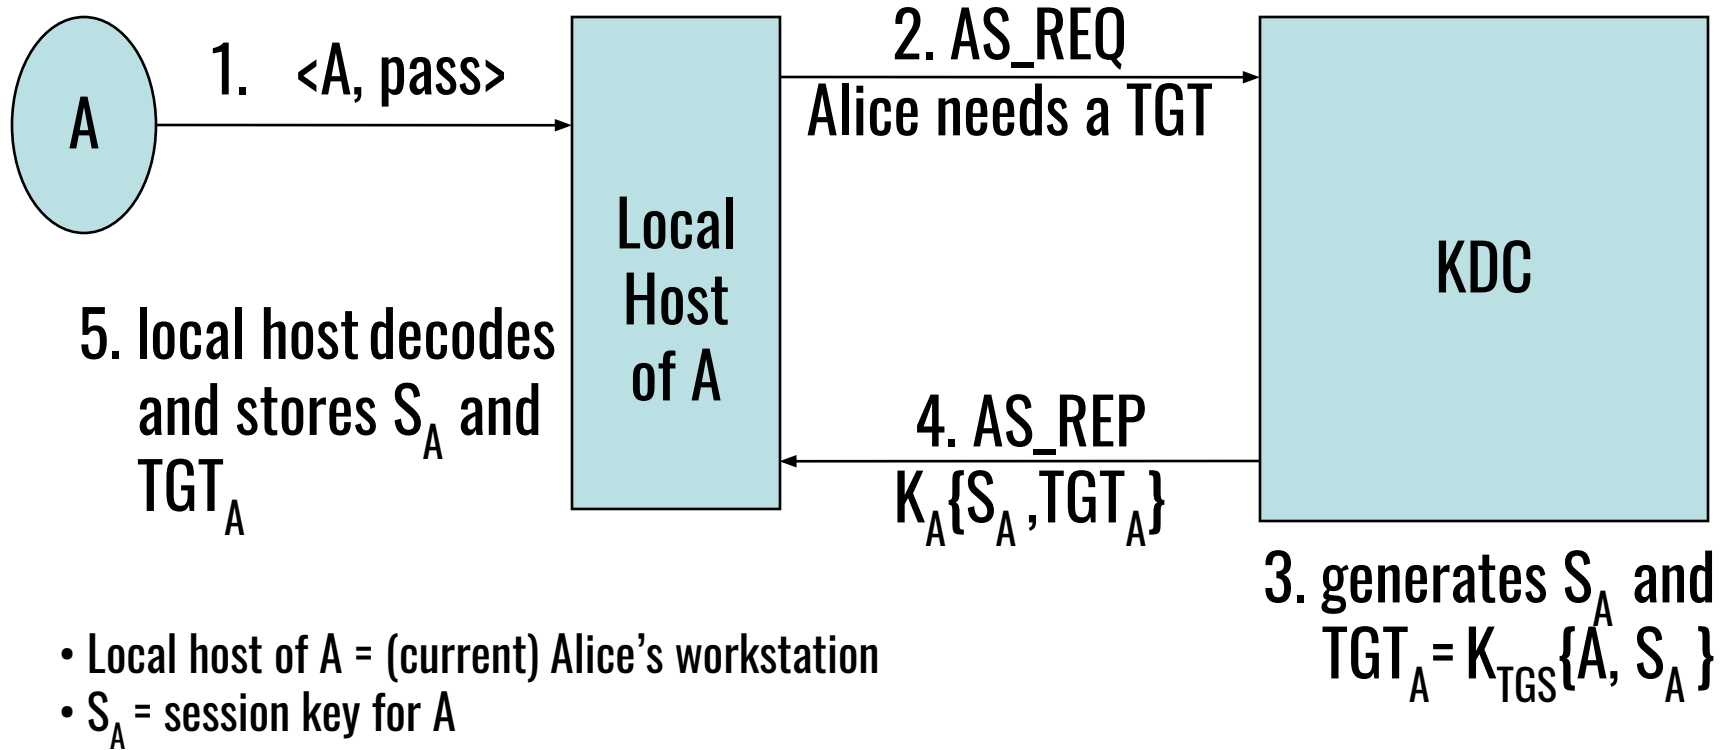 A
1. <A, pass>
Local
Host
of A
2. AS_REQ
Alice needs a TGT
KDC
3. generates S_A and
TGT_A = K_TGS{A, S_A }
4. AS_REP
K_A{S_A ,TGT_A}
5. local host decodes
and stores S_A and
TGT_A
• Local host of A = (current) Alice’s workstation
• S_A = session key for A